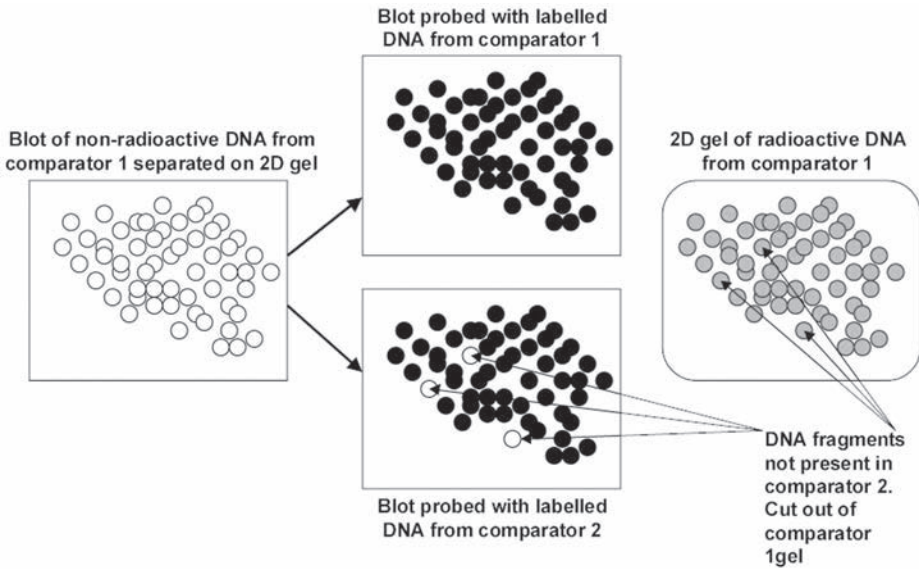 Blot probed with labelled
DNA from comparator 1
Blot of non-radioactive DNA from
comparator 1 separated on 2D gel
2D gel of radioactive DNA
from comparator 1
DNA fragments
not present in
comparator 2.
Cut out of
comparator
1gel
Blot probed with labelled
DNA from comparator 2